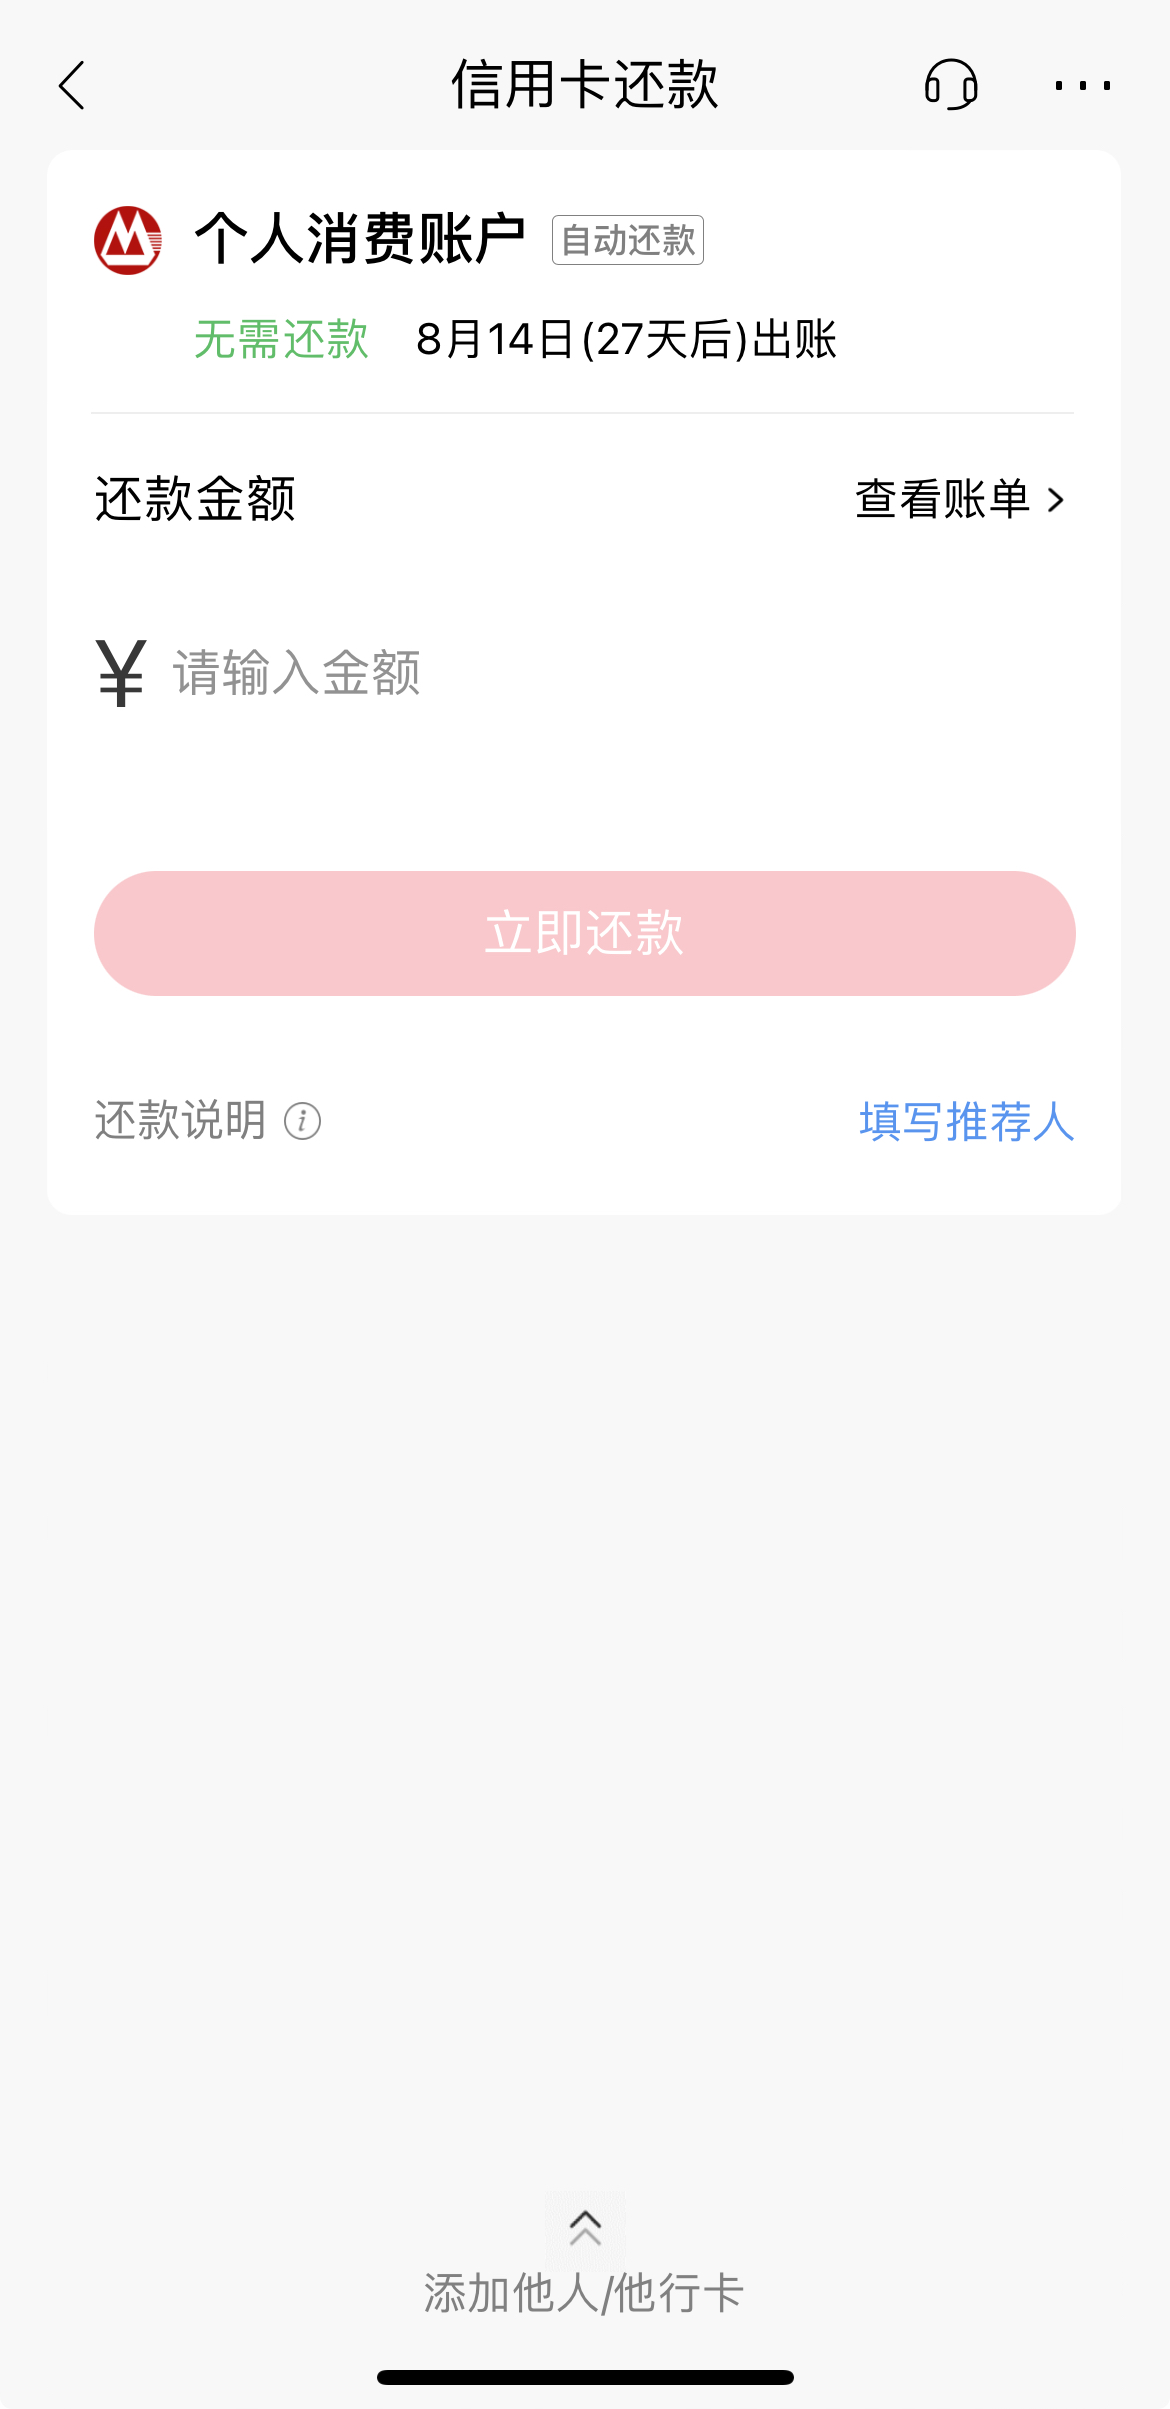 信用卡还款
个人消费账户 自动还款
无需还款 8月14日(27天后)出账
还款金额 查看账单
¥ 请输入金额
立即还款
还款说明 填写推荐人
添加他人/他行卡